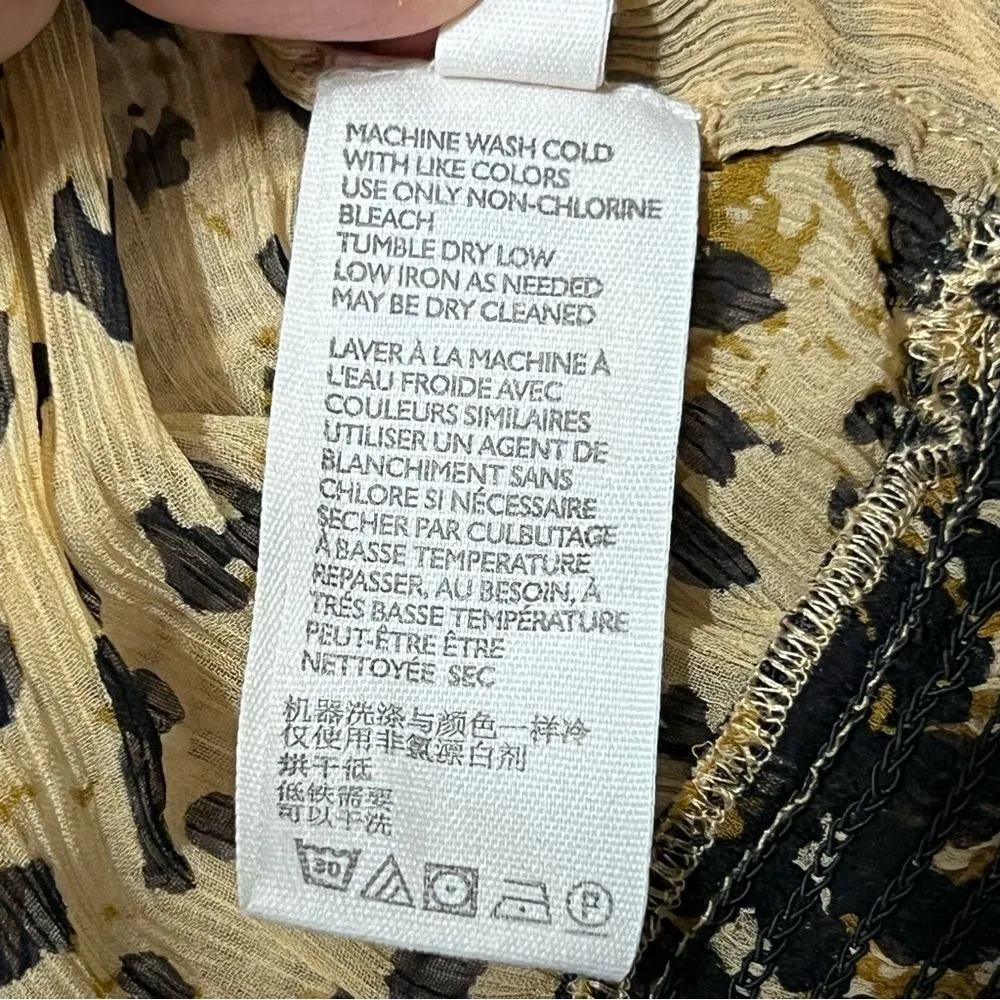 MACHINE WASH COLD
WITH LIKE COLORS
USE ONLY NON-CHLORINE
BLEACH
TUMBLE DRY LOW
LOW IRON AS NEEDED
MAY BE DRY CLEANED
LAVER À LA MACHINE À
L'EAU FROIDE AVEC
COULEURS SIMILAIRES
UTILISER UN AGENT DE
BLANCHIMENT SANS
CHLORE SI NÉCESSAIRE
SÉCHER PAR CULBUTAGE
À BASSE TEMPERATURE
REPASSER, AU BESOIN, À
TRÉS BASSE TEMPÉRATURE
PEUT-ÊTRE ÊTRE
NETTOYÉE SEC
机器洗涤与颜色一样冷
仅使用非氯漂白剂
烘干低
低铁需要
可以干洗
30
P